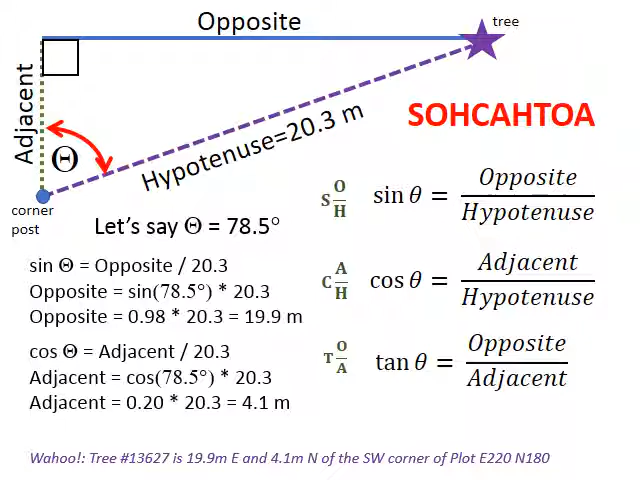 Opposite
tree
Adjacent
Θ
Hypotenuse=20.3 m
corner
post
Let's say Θ = 78.5°
sin Θ = Opposite / 20.3
Opposite = sin(78.5°) * 20.3
Opposite = 0.98 * 20.3 = 19.9 m
cos Θ = Adjacent / 20.3
Adjacent = cos(78.5°) * 20.3
Adjacent = 0.20 * 20.3 = 4.1 m
SOHCAHTOA
S O/H sin θ = Opposite/Hypotenuse
C A/H cos θ = Adjacent/Hypotenuse
T O/A tan θ = Opposite/Adjacent
Wahoo!: Tree #13627 is 19.9m E and 4.1m N of the SW corner of Plot E220 N180